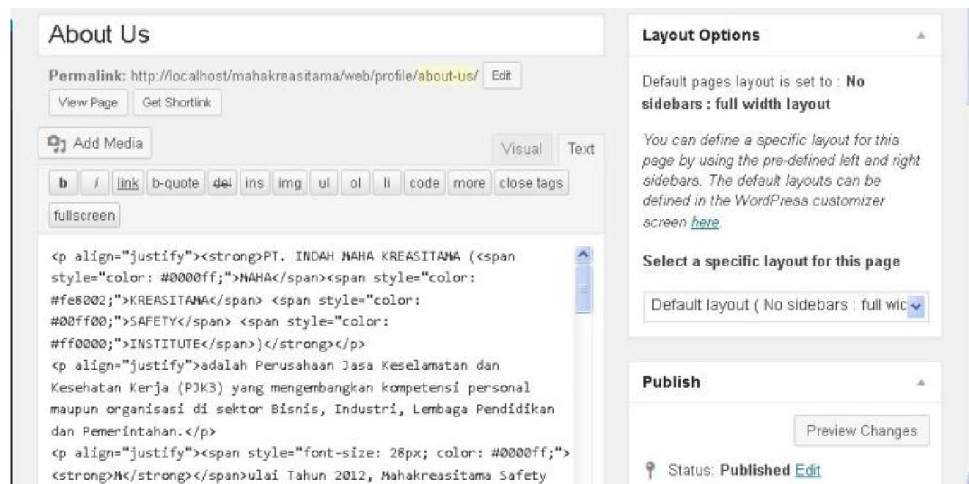 About Us
Permalink: http://localhost/mahakreasitama/web/profile/about-us/ Edit
View Page Get Shortlink
Add Media
Visual Text
b i link b-quote del ins img ul ol li code more close tags
fullscreen
<p align="justify"><strong>PT. INDAH MAHA KREASITAMA (<span
style="color: #0000ff;">MAHA</span><span style="color:
#fe8002;">KREASITAMA</span> <span style="color:
#00ff00;">SAFETY</span> <span style="color:
#ff0000;">INSTITUTE</span>)</strong></p>
<p align="justify">adalah Perusahaan Jasa Keselamatan dan
Kesehatan Kerja (PJK3) yang mengembangkan kompetensi personal
maupun organisasi di sektor Bisnis, Industri, Lembaga Pendidikan
dan Pemerintahan.</p>
<p align="justify"><span style="font-size: 28px; color: #0000ff;">
<strong>M</strong></span>ulai Tahun 2012, Mahakreasitama Safety
Layout Options
Default pages layout is set to : No
sidebars : full width layout
You can define a specific layout for this
page by using the pre-defined left and right
sidebars. The default layouts can be
defined in the WordPress customizer
screen here.
Select a specific layout for this page
Default layout ( No sidebars : full wid
Publish
Preview Changes
Status: Published Edit